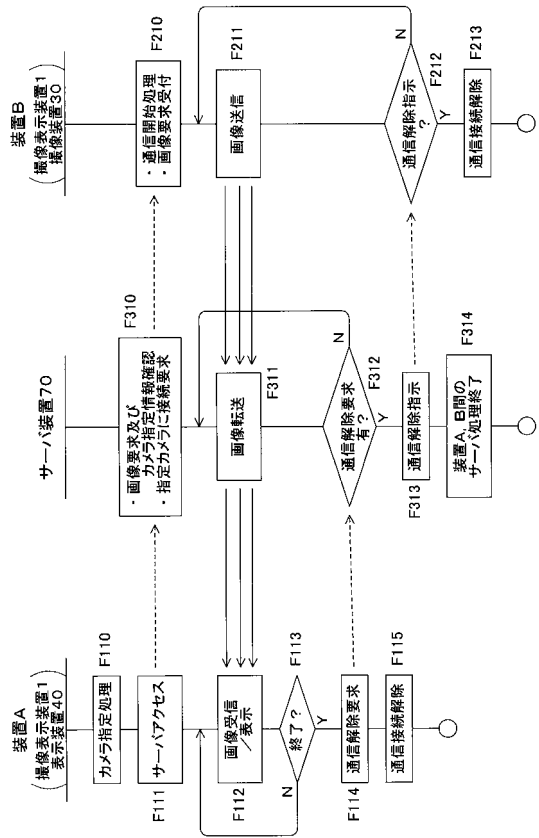 装置A
撮像表示装置1
表示装置40
カメラ指定処理
F110
サーバアクセス
F111
画像受信
/表示
F112
終了?
F113
N
Y
通信解除要求
F114
通信接続解除
F115
サーバ装置70
・画像要求及び
カメラ指定情報確認
・指定カメラに接続要求
F310
画像転送
F311
通信解除要求
有?
F312
N
Y
通信解除指示
F313
装置A, B間の
サーバ処理終了
F314
装置B
撮像表示装置1
撮像装置30
・通信開始処理
・画像要求受付
F210
画像送信
F211
通信解除指示
?
F212
N
Y
通信接続解除
F213